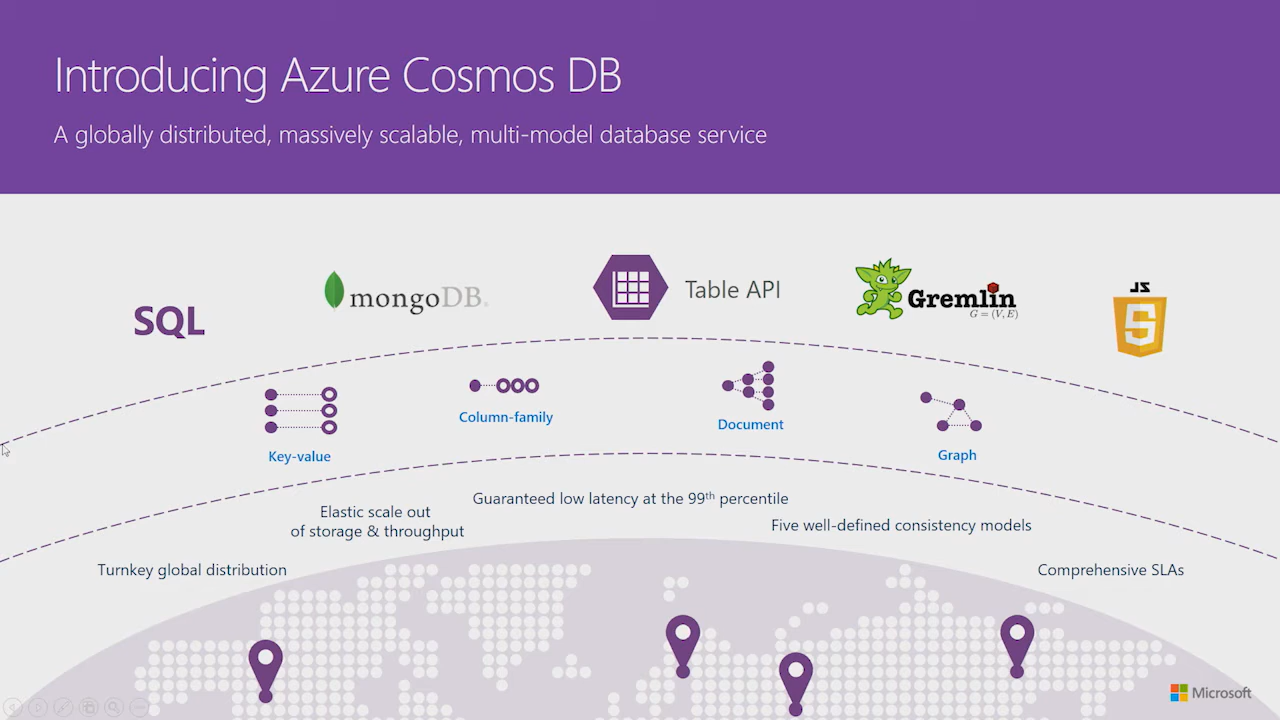 Introducing Azure Cosmos DB
A globally distributed, massively scalable, multi-model database service
SQL
mongoDB®
Table API
Gremlin
G = (V, E)
JS
5
Key-value
Column-family
Document
Graph
Turnkey global distribution
Elastic scale out
of storage & throughput
Guaranteed low latency at the 99th percentile
Five well-defined consistency models
Comprehensive SLAs
Microsoft